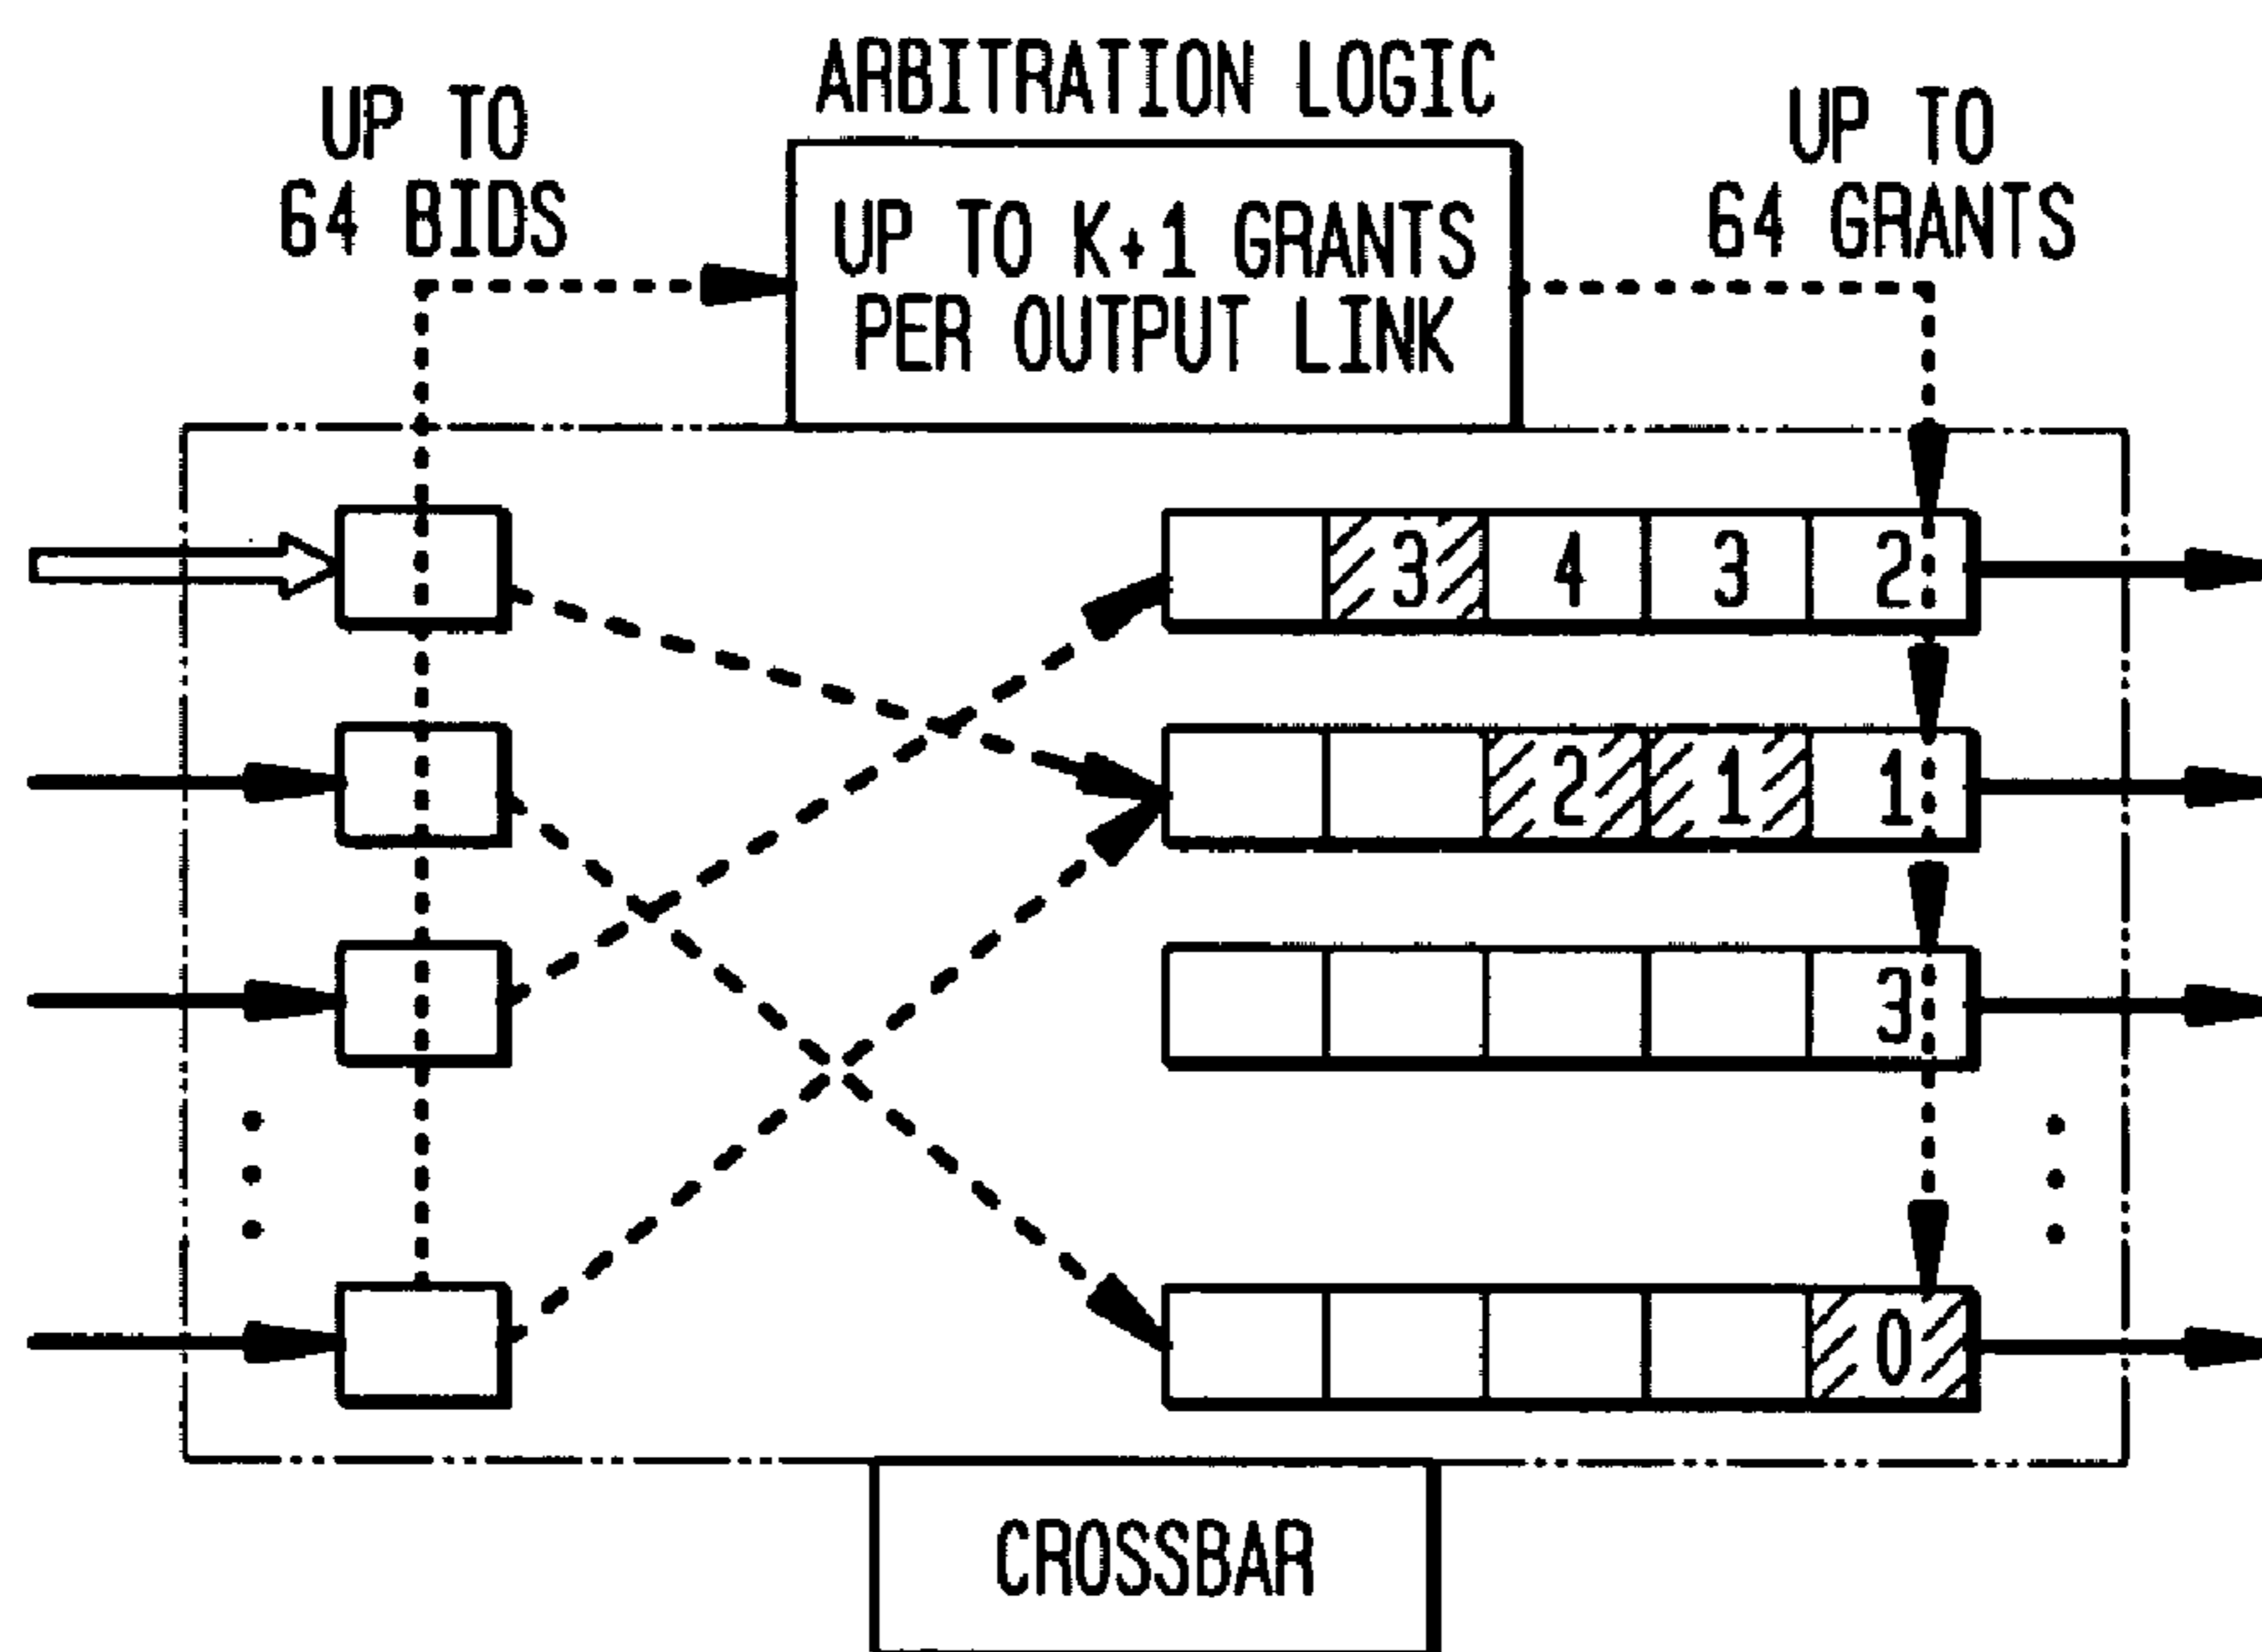 ARBITRATION LOGIC
UP TO
64 BIDS
UP TO K+1 GRANTS
PER OUTPUT LINK
UP TO
64 GRANTS
3 4 3 2
2 1 1
3
0
CROSSBAR